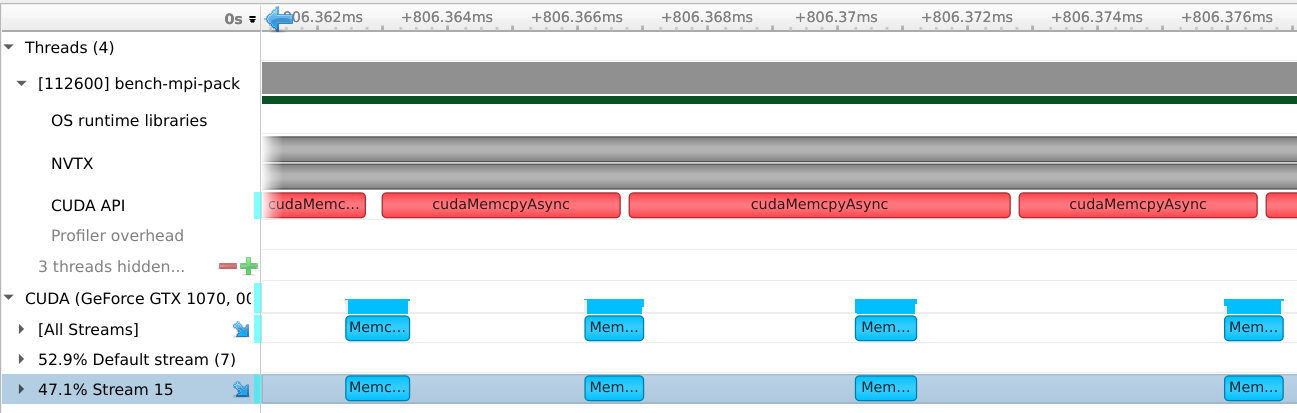 0s 806.362ms +806.364ms +806.366ms +806.368ms +806.37ms +806.372ms +806.374ms +806.376ms
Threads (4)
[112600] bench-mpi-pack
OS runtime libraries
NVTX
CUDA API cudaMemc... cudaMemcpyAsync cudaMemcpyAsync cudaMemcpyAsync
Profiler overhead
3 threads hidden...
CUDA (GeForce GTX 1070, 00
[All Streams] Memc... Mem... Mem... Mem...
52.9% Default stream (7)
47.1% Stream 15 Memc... Mem... Mem... Mem...